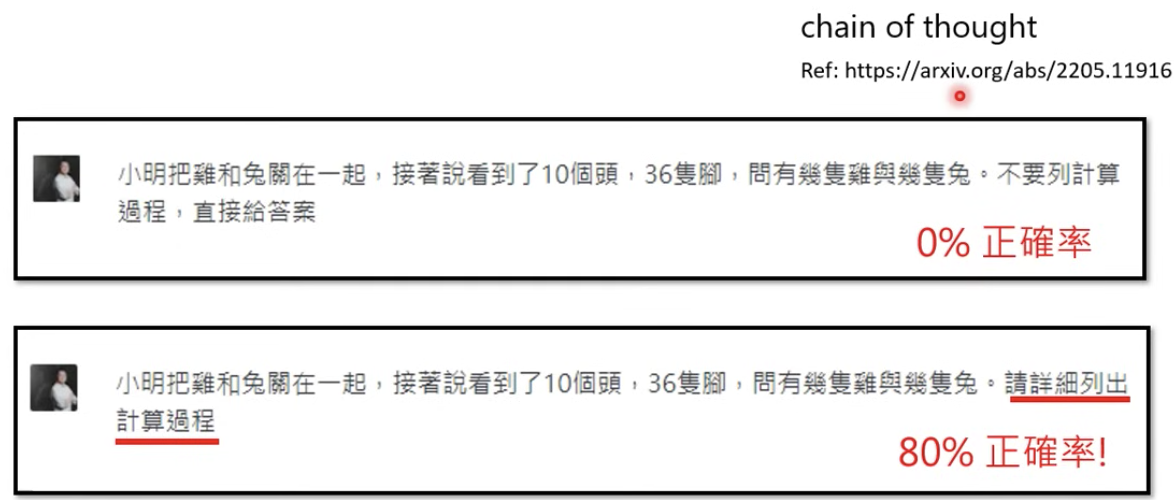 chain of thought
Ref: https://arxiv.org/abs/2205.11916
小明把雞和兔關在一起，接著說看到了10個頭，36隻腳，問有幾隻雞與幾隻兔。不要列計算
過程，直接給答案
0% 正確率
小明把雞和兔關在一起，接著說看到了10個頭，36隻腳，問有幾隻雞與幾隻兔。請詳細列出
計算過程
80% 正確率!